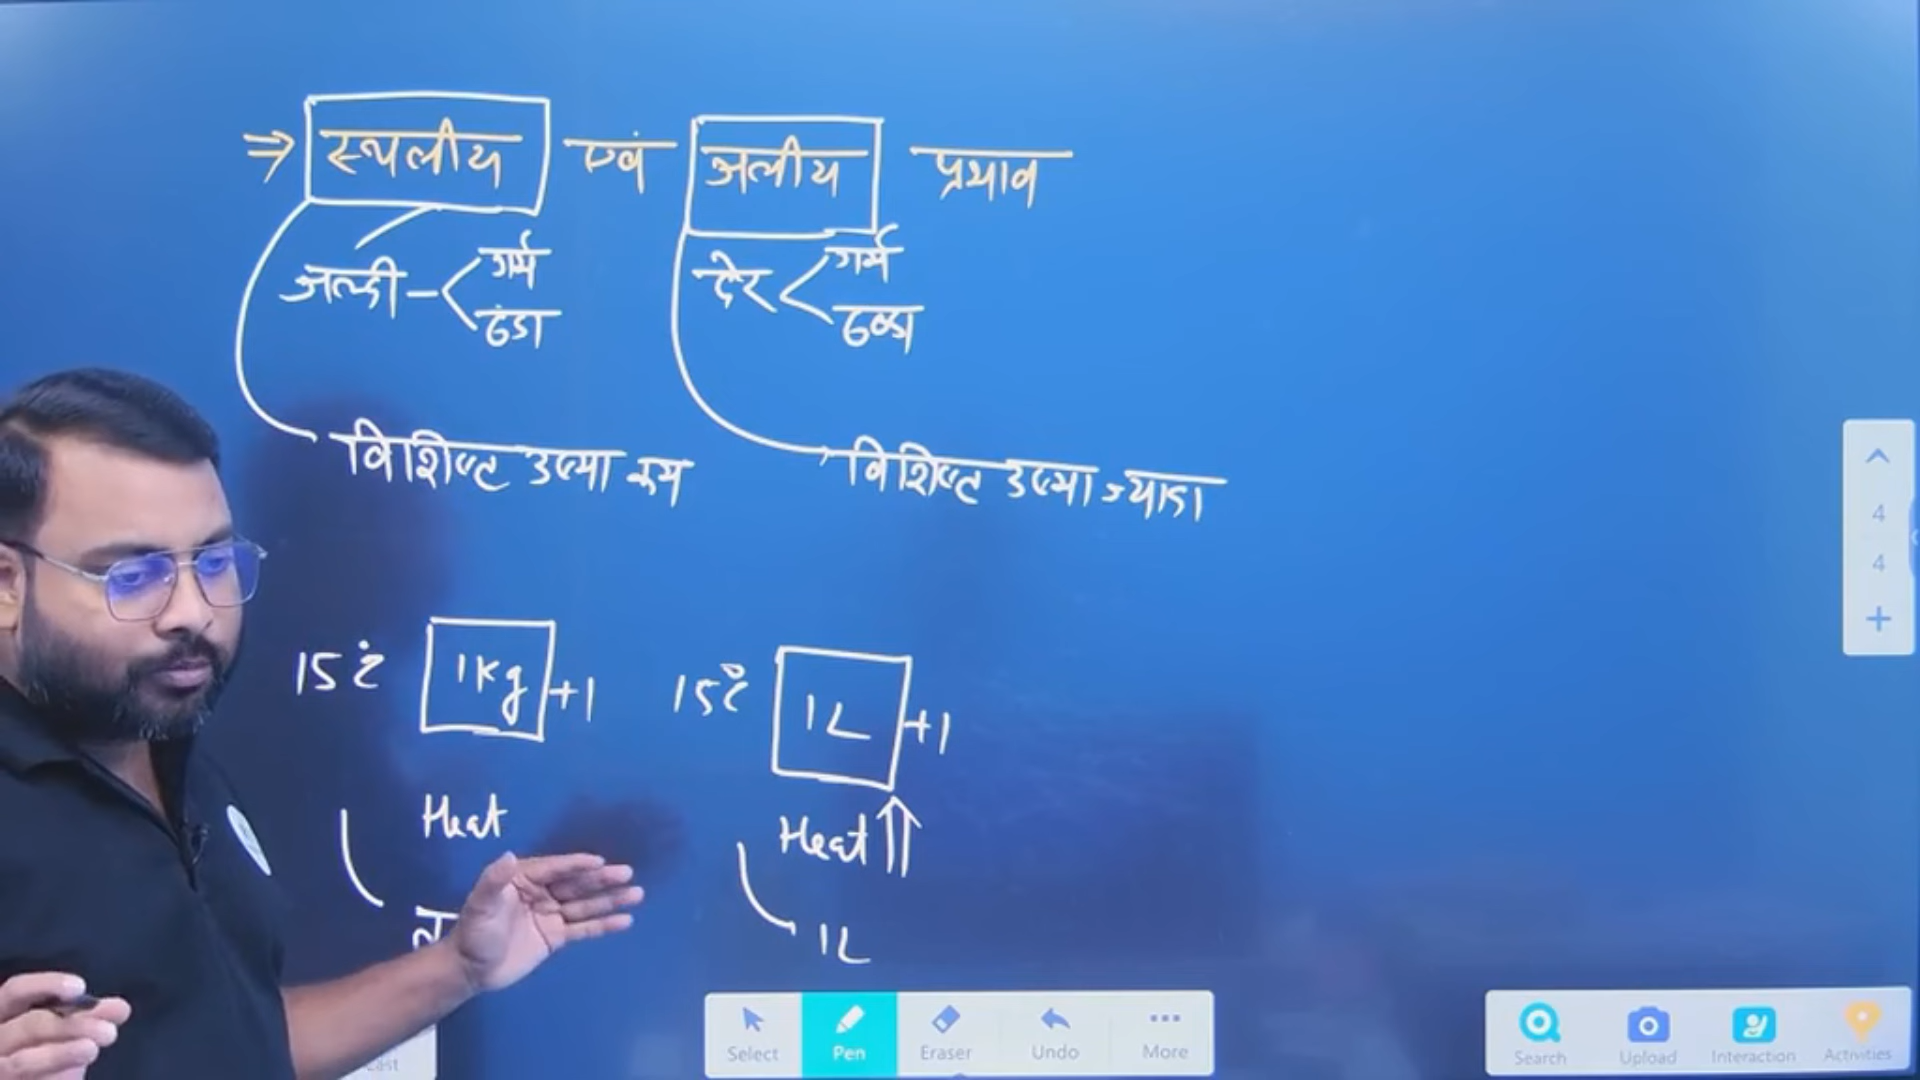 ⇒ स्थलीय एवं जलीय प्रभाव
जल्दी - गर्म ठंडा
देर गर्म ठण्डा
विशिष्ट उष्मा कम
विशिष्ट उष्मा ज्यादा
15°C 1Kg +1
15°C 1L +1
Heat
Heat ⇑
1L
4
4
+
Select Pen Eraser Undo More
Search Upload Interaction Activities